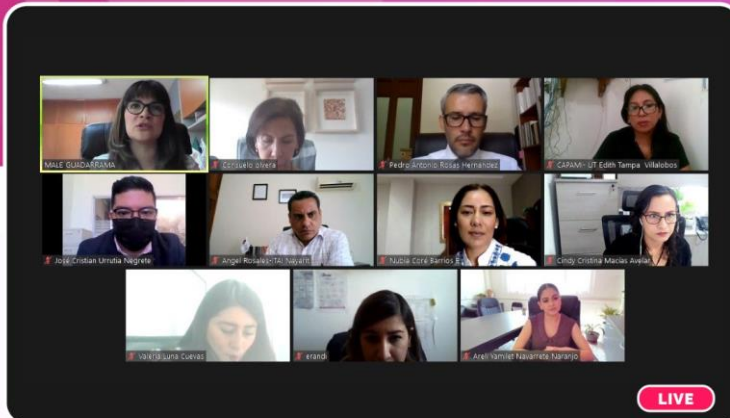 MALE GUADARRAMA
Consuelo olvera
Pedro Antonio Rosas Hernández
CAPAMI- UT Edith Tampa Villalobos
José Cristian Urrutia Negrete
Angel Rosales-ITAI Nayarit
Nubia Coré Barrios E
Cindy Cristina Macias Avelar
Valeria Luna Cuevas
erandi
Areli Yamilet Navarrete Naranjo
LIVE